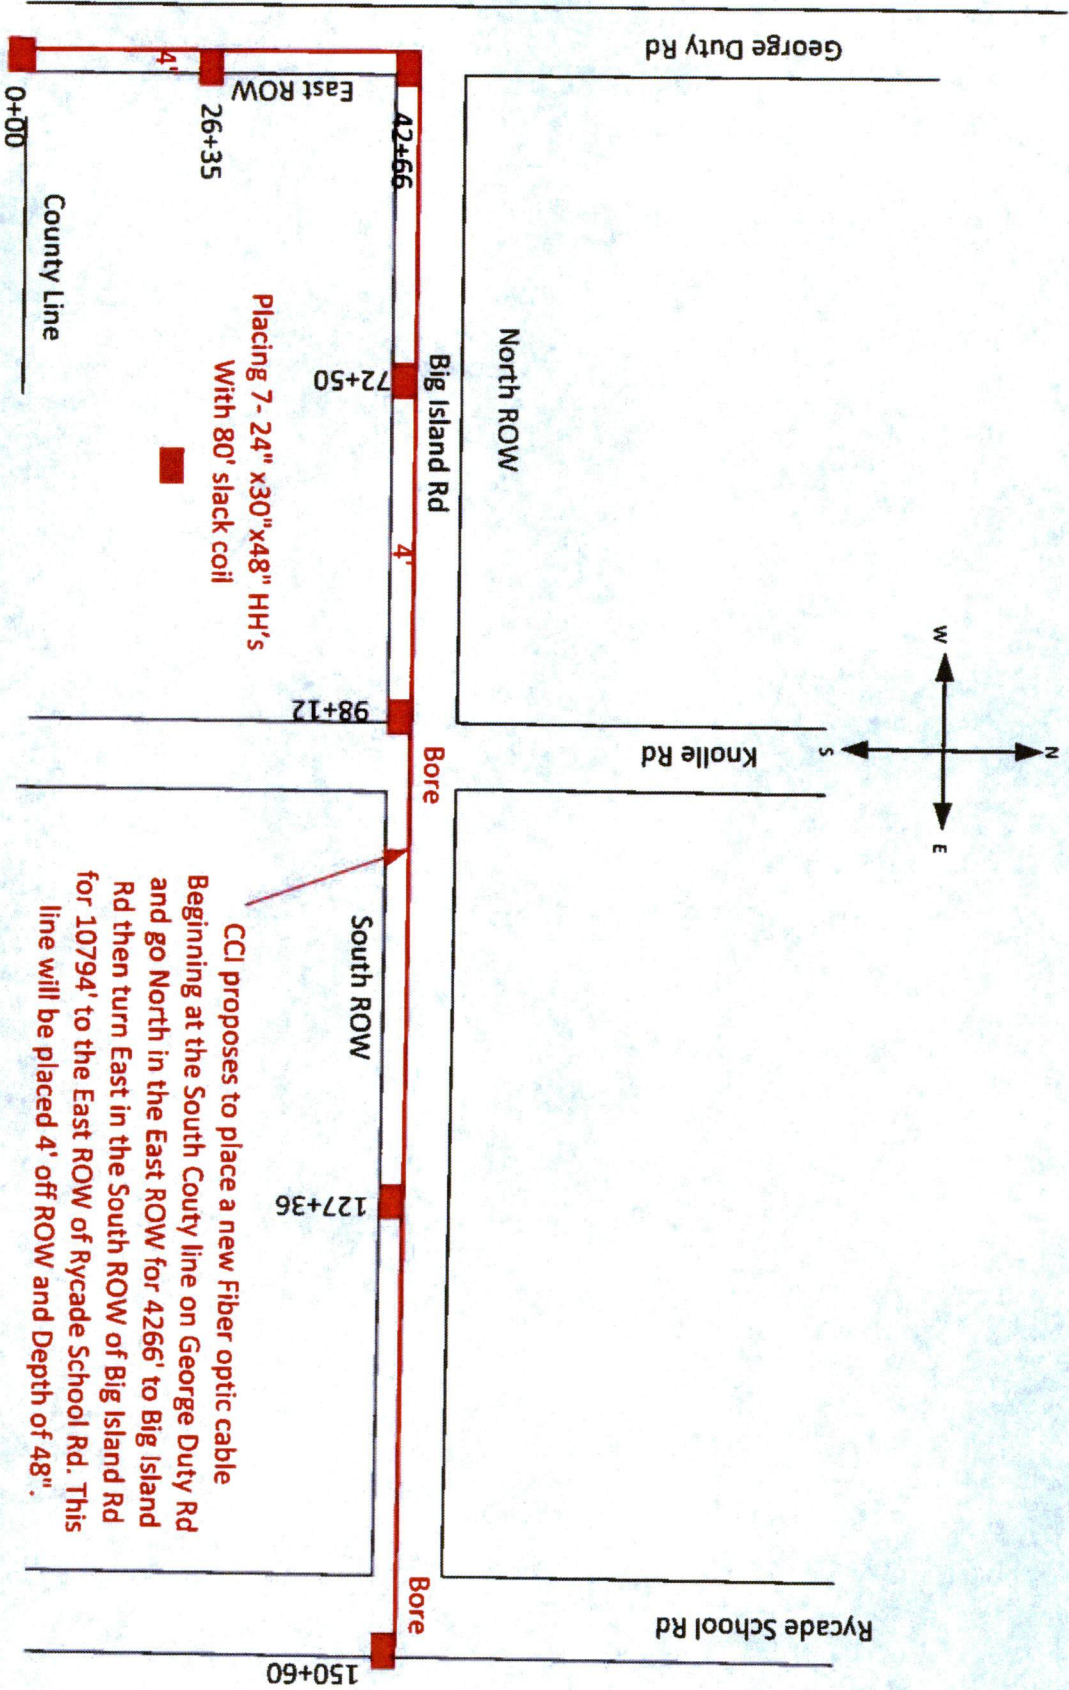 N
W
E
S
George Duty Rd
Knolle Rd
Rycade School Rd
North ROW
Big Island Rd
Bore
Bore
42+66
72+50
4'
98+12
127+36
150+60
East ROW
South ROW
26+35
4'
0+00
County Line
Placing 7- 24" x30"x48" HH's
With 80' slack coil
CCI proposes to place a new Fiber optic cable
Beginning at the South Couty line on George Duty Rd
and go North in the East ROW for 4266' to Big Island
Rd then turn East in the South ROW of Big Island Rd
for 10794' to the East ROW of Rycade School Rd. This
line will be placed 4' off ROW and Depth of 48".